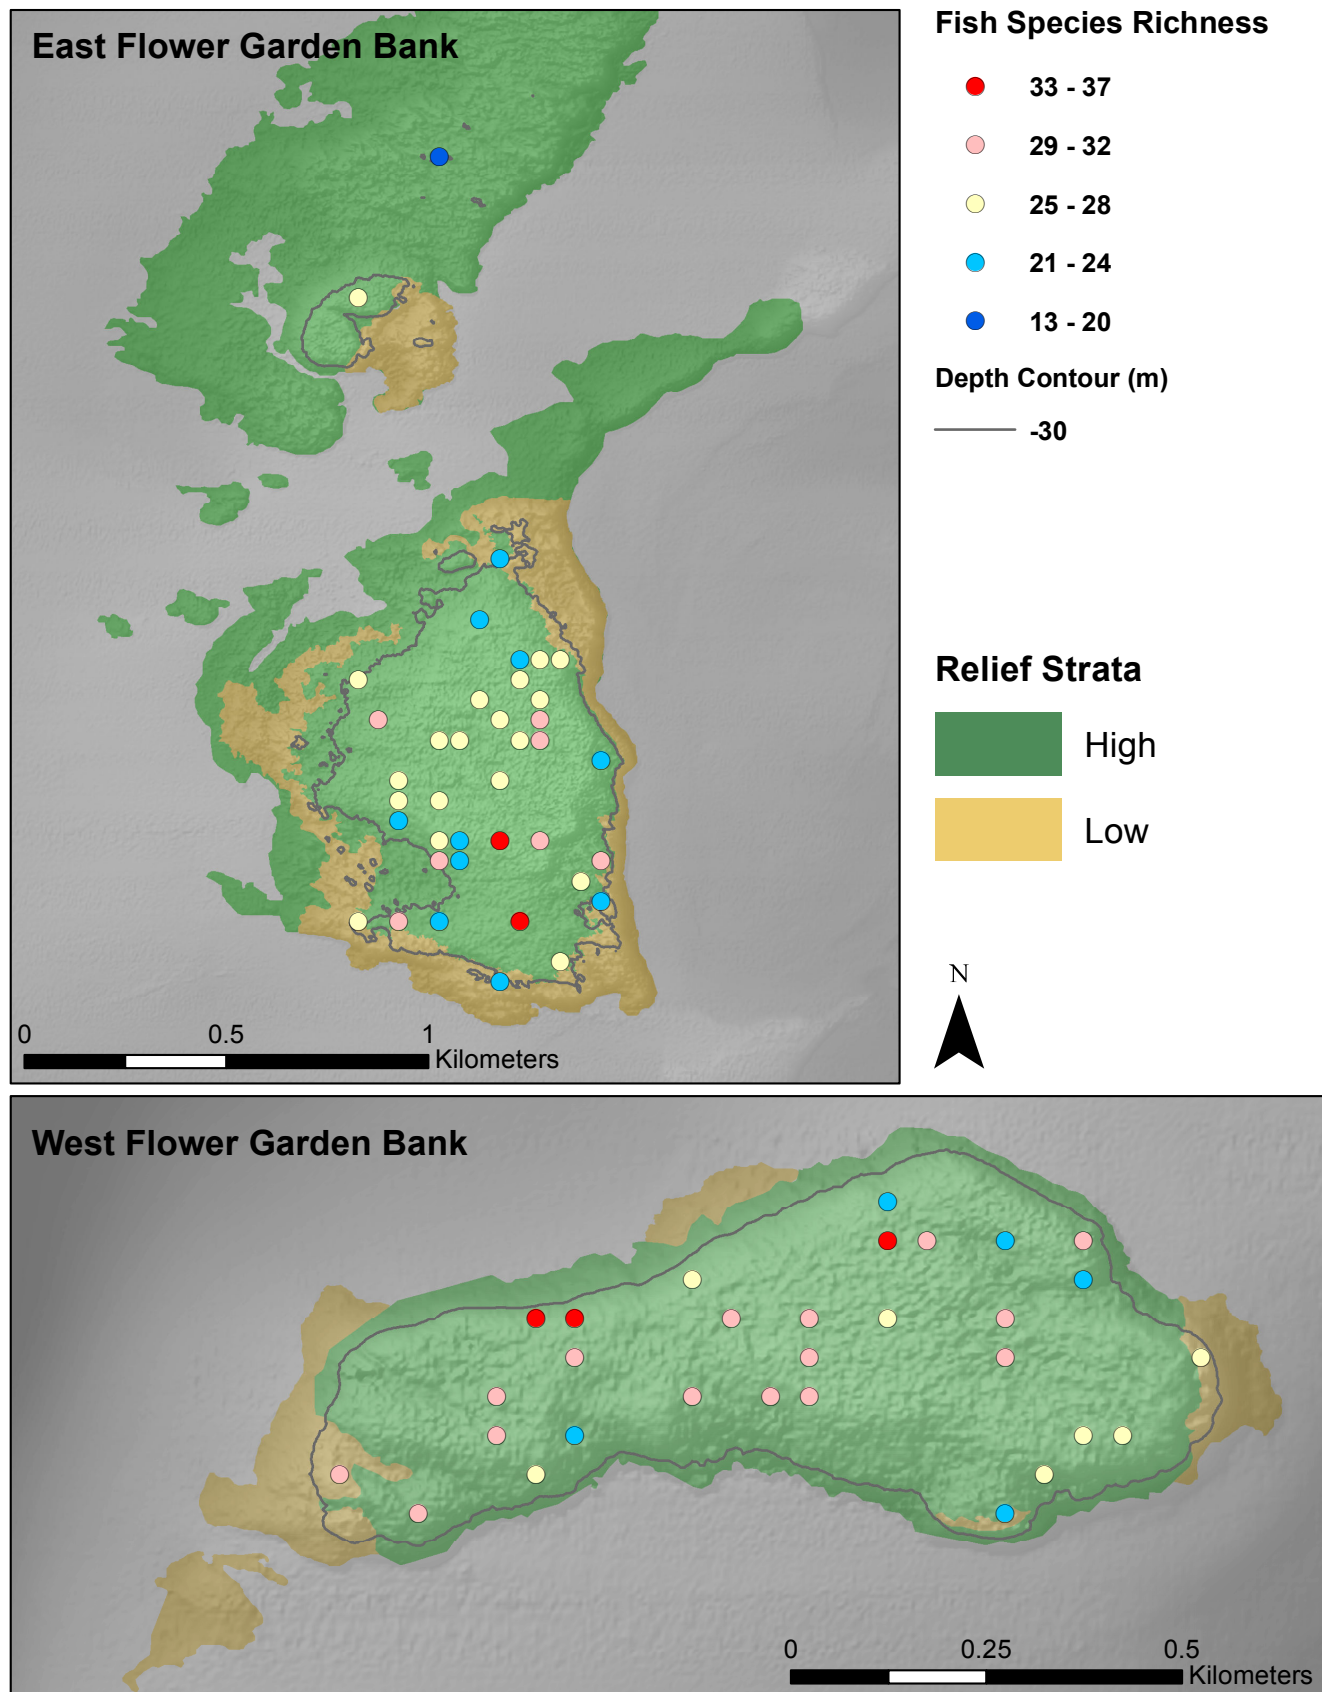 East Flower Garden Bank
0 0.5 1
Kilometers
Fish Species Richness
33 - 37
29 - 32
25 - 28
21 - 24
13 - 20
Depth Contour (m)
-30
Relief Strata
High
Low
N
West Flower Garden Bank
0 0.25 0.5
Kilometers